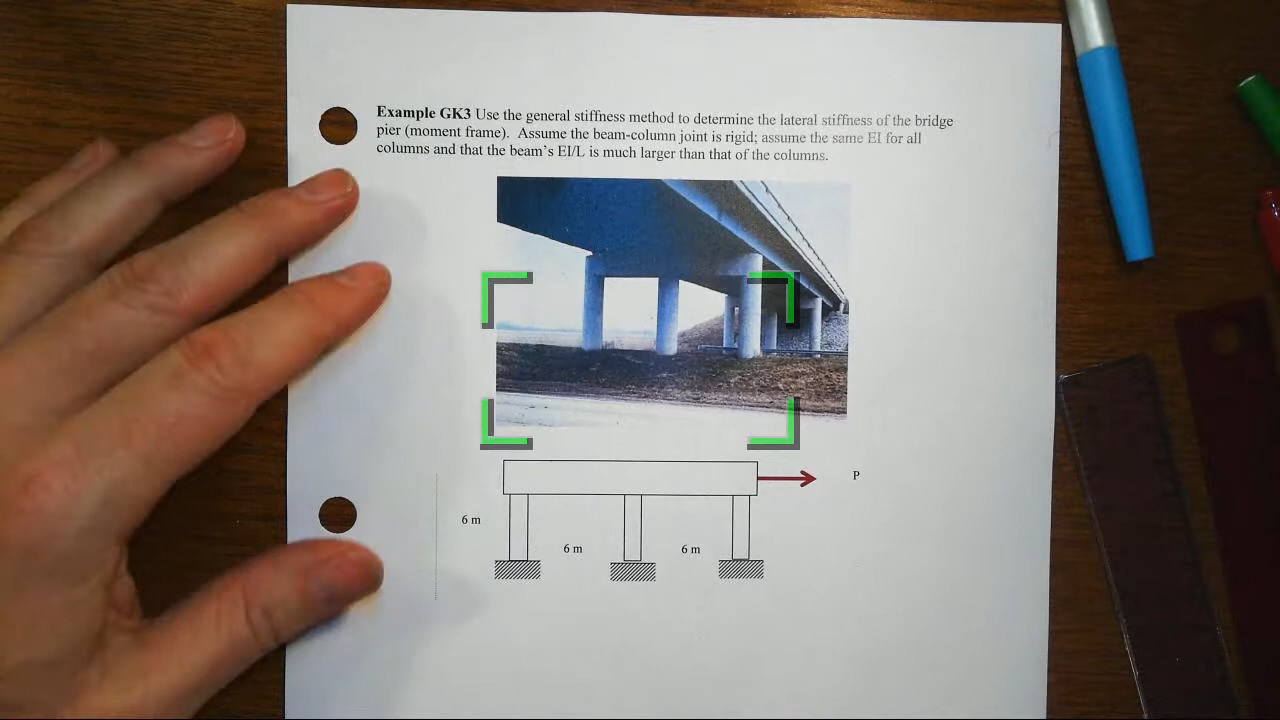 Example GK3 Use the general stiffness method to determine the lateral stiffness of the bridge
pier (moment frame). Assume the beam-column joint is rigid; assume the same EI for all
columns and that the beam's EI/L is much larger than that of the columns.
P
6 m
6 m
6 m